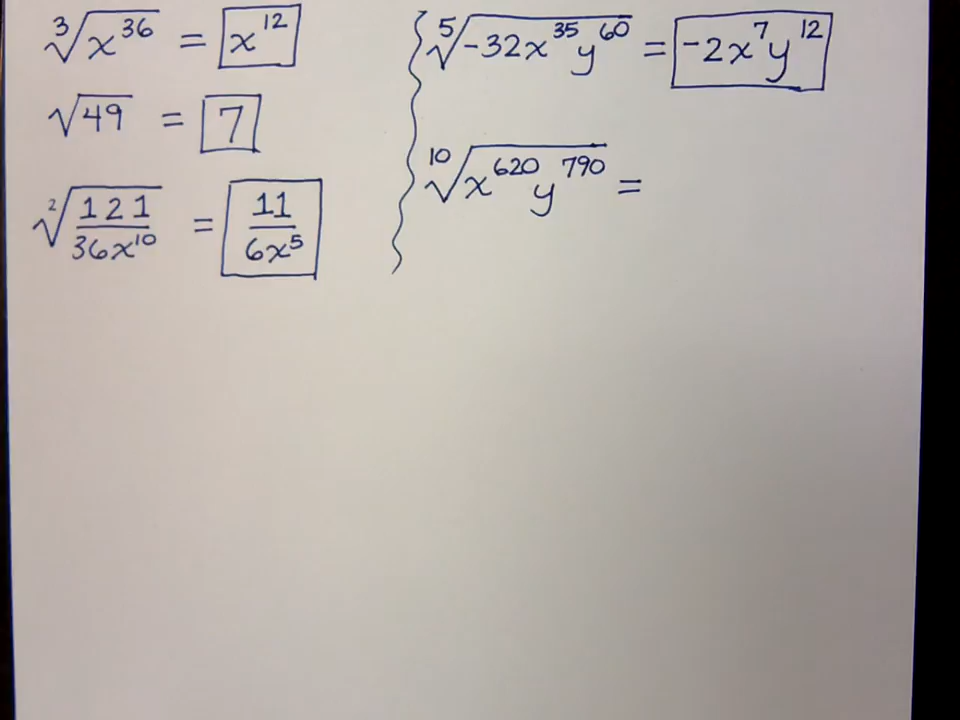 ∛x³⁶ = x¹²
√49 = 7
²√(121/36x¹⁰) = 11/6x⁵
⁵√(-32x³⁵y⁶⁰) = -2x⁷y¹²
¹⁰√(x⁶²⁰y⁷⁹⁰) =